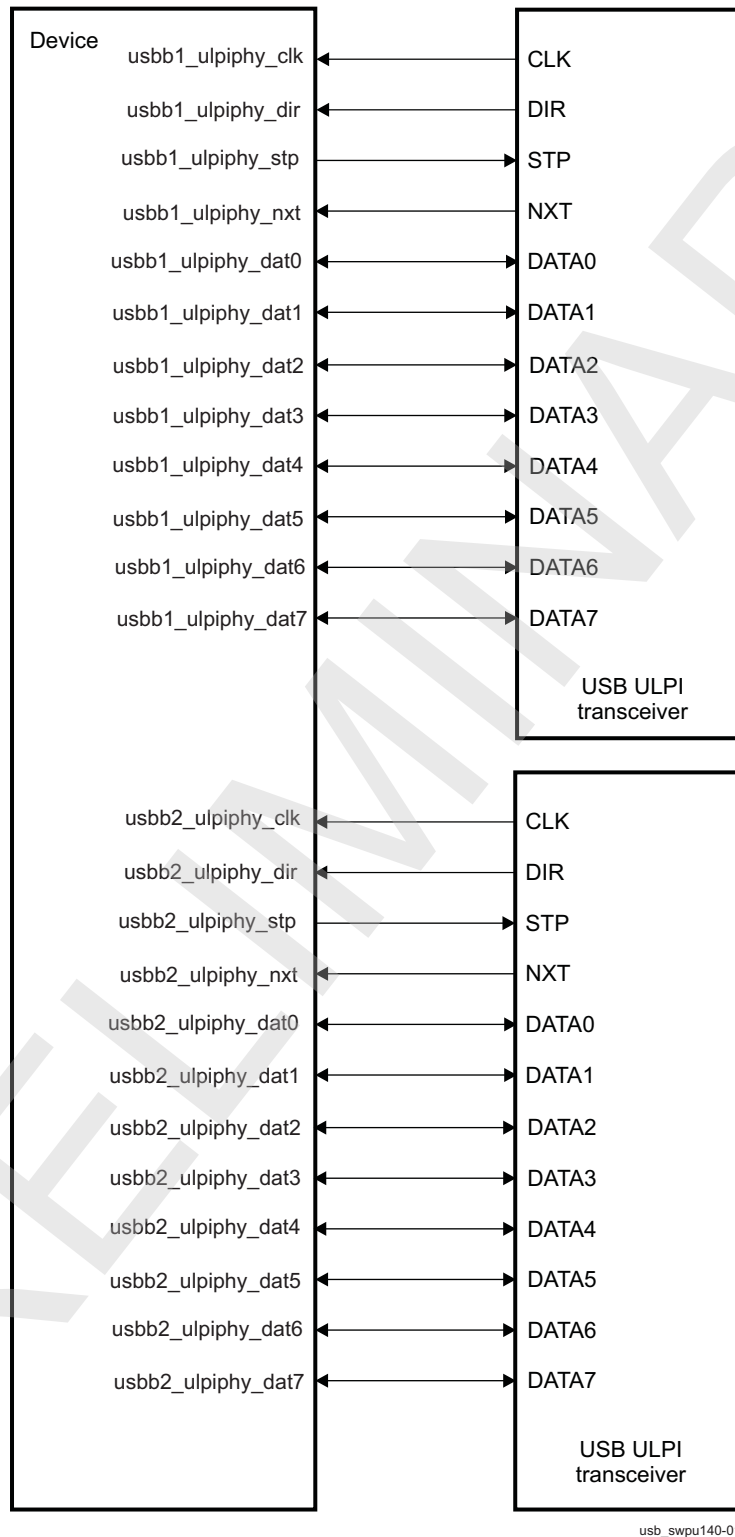 Device
usbb1_ulpiphy_clk CLK
usbb1_ulpiphy_dir DIR
usbb1_ulpiphy_stp STP
usbb1_ulpiphy_nxt NXT
usbb1_ulpiphy_dat0 DATA0
usbb1_ulpiphy_dat1 DATA1
usbb1_ulpiphy_dat2 DATA2
usbb1_ulpiphy_dat3 DATA3
usbb1_ulpiphy_dat4 DATA4
usbb1_ulpiphy_dat5 DATA5
usbb1_ulpiphy_dat6 DATA6
usbb1_ulpiphy_dat7 DATA7
USB ULPI
transceiver
usbb2_ulpiphy_clk CLK
usbb2_ulpiphy_dir DIR
usbb2_ulpiphy_stp STP
usbb2_ulpiphy_nxt NXT
usbb2_ulpiphy_dat0 DATA0
usbb2_ulpiphy_dat1 DATA1
usbb2_ulpiphy_dat2 DATA2
usbb2_ulpiphy_dat3 DATA3
usbb2_ulpiphy_dat4 DATA4
usbb2_ulpiphy_dat5 DATA5
usbb2_ulpiphy_dat6 DATA6
usbb2_ulpiphy_dat7 DATA7
USB ULPI
transceiver